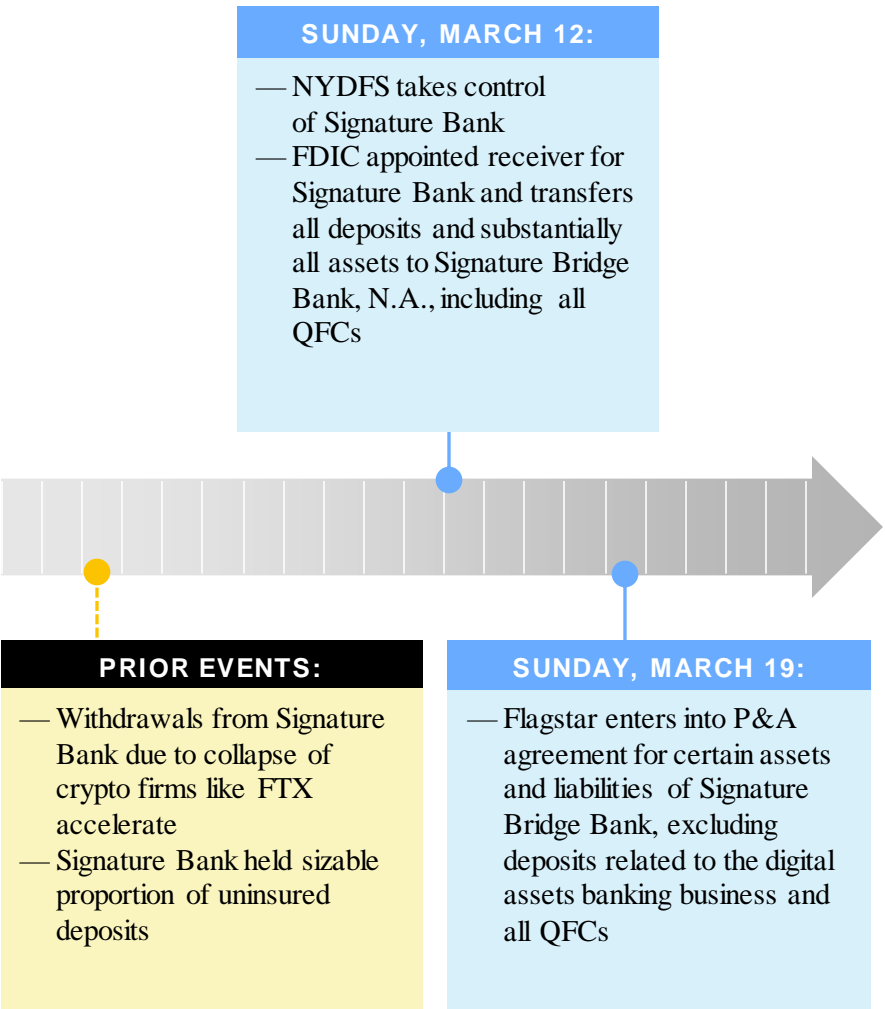 SUNDAY, MARCH 12:
— NYDFS takes control
of Signature Bank
— FDIC appointed receiver for
Signature Bank and transfers
all deposits and substantially
all assets to Signature Bridge
Bank, N.A., including all
QFCs
PRIOR EVENTS:
— Withdrawals from Signature
Bank due to collapse of
crypto firms like FTX
accelerate
— Signature Bank held sizable
proportion of uninsured
deposits
SUNDAY, MARCH 19:
— Flagstar enters into P&A
agreement for certain assets
and liabilities of Signature
Bridge Bank, excluding
deposits related to the digital
assets banking business and
all QFCs